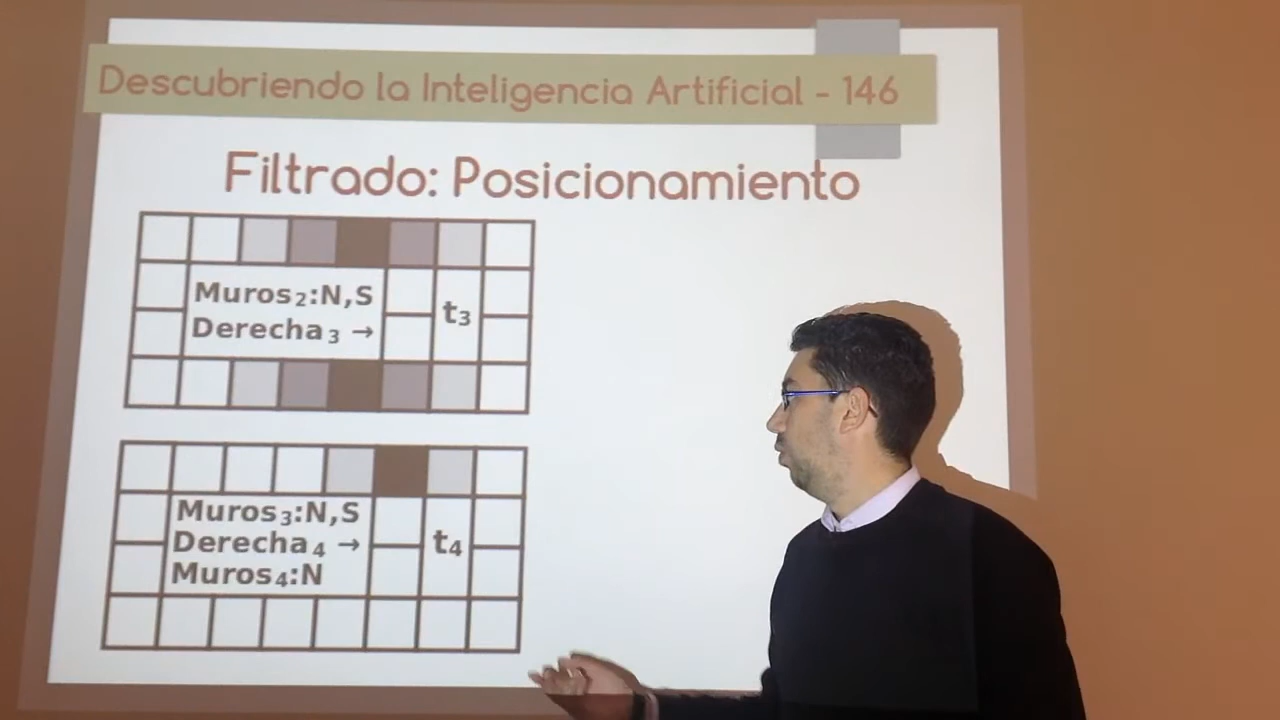 Descubriendo la Inteligencia Artificial - 146
Filtrado: Posicionamiento
Muros₂:N,S
Derecha₃ →
t₃
Muros₃:N,S
Derecha₄ →
Muros₄:N
t₄